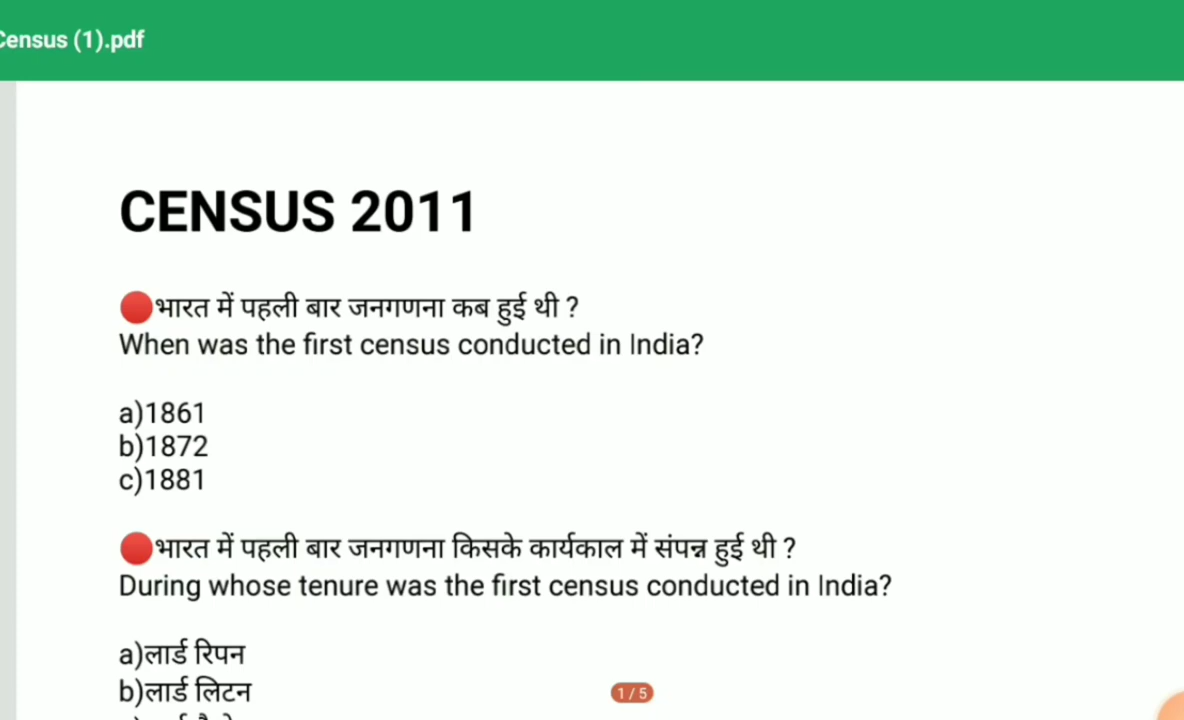 Census (1).pdf
CENSUS 2011
भारत में पहली बार जनगणना कब हुई थी ?
When was the first census conducted in India?
a)1861
b)1872
c)1881
भारत में पहली बार जनगणना किसके कार्यकाल में संपन्न हुई थी ?
During whose tenure was the first census conducted in India?
a)लार्ड रिपन
b)लार्ड लिटन
1 / 5